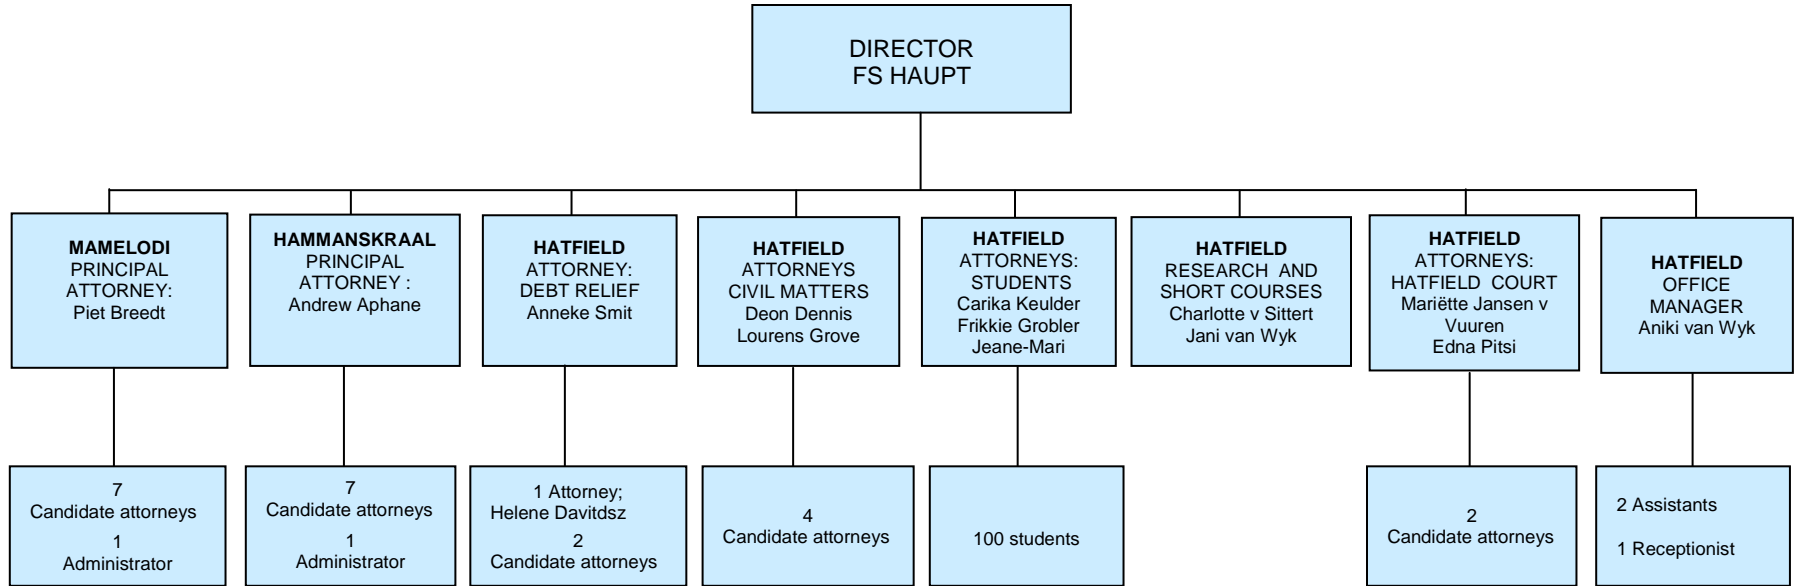 DIRECTOR
FS HAUPT
MAMELODI
PRINCIPAL
ATTORNEY:
Piet Breedt
HAMMANSKRAAL
PRINCIPAL
ATTORNEY :
Andrew Aphane
HATFIELD
ATTORNEY:
DEBT RELIEF
Anneke Smit
HATFIELD
ATTORNEYS
CIVIL MATTERS
Deon Dennis
Lourens Grove
HATFIELD
ATTORNEYS:
STUDENTS
Carika Keulder
Frikkie Grobler
Jeane-Mari
HATFIELD
RESEARCH AND
SHORT COURSES
Charlotte v Sittert
Jani van Wyk
HATFIELD
ATTORNEYS:
HATFIELD COURT
Mariëtte Jansen v
Vuuren
Edna Pitsi
HATFIELD
OFFICE
MANAGER
Aniki van Wyk
7
Candidate attorneys
1
Administrator
7
Candidate attorneys
1
Administrator
1 Attorney;
Helene Davitdsz
2
Candidate attorneys
4
Candidate attorneys
100 students
2
Candidate attorneys
2 Assistants
1 Receptionist